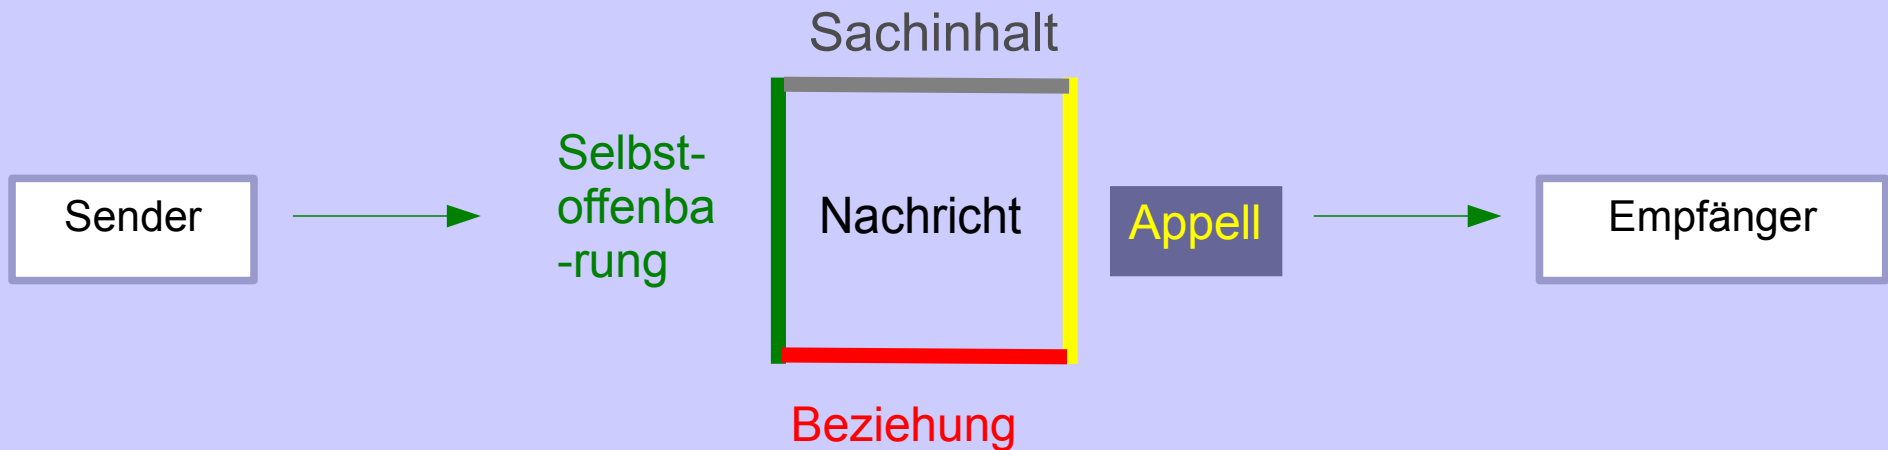 Sachinhalt
Sender
Selbst-
offenba
-rung
Nachricht
Appell
Empfänger
Beziehung